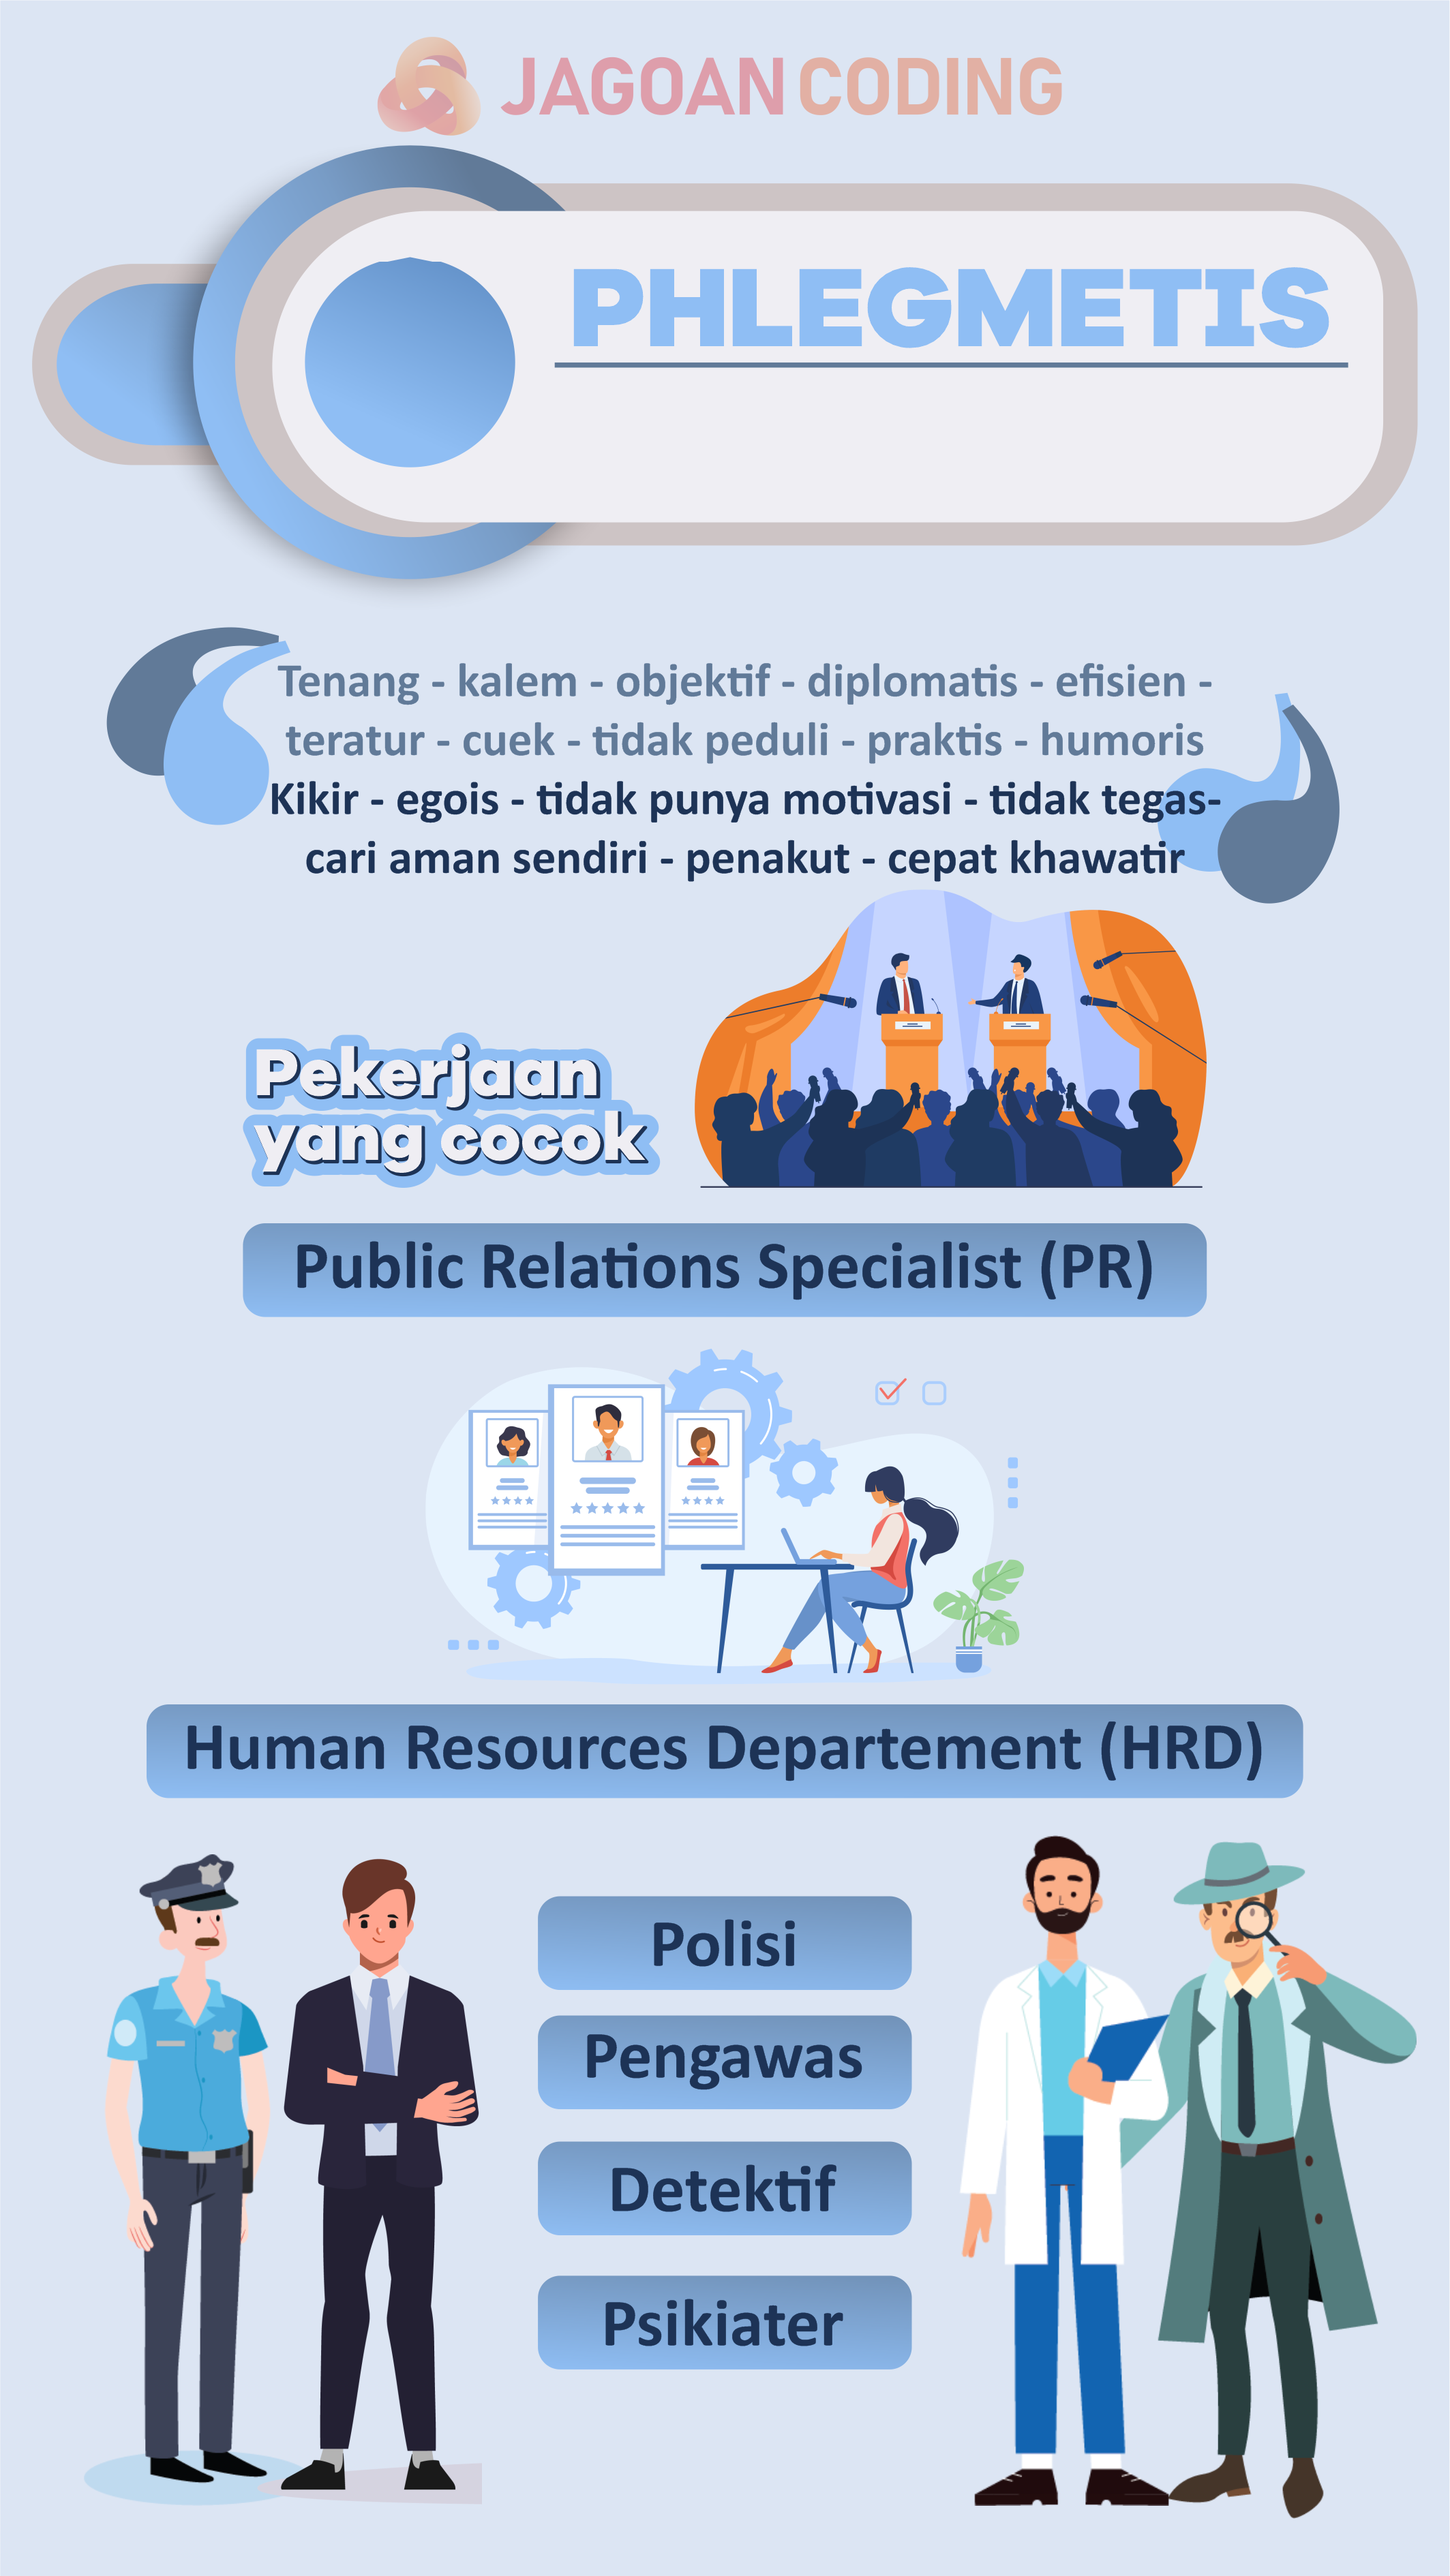 JAGOAN CODING
PHLEGMETIS
Tenang - kalem - objektif - diplomatis - efisien -
teratur - cuek - tidak peduli - praktis - humoris
Kikir - egois - tidak punya motivasi - tidak tegas-
cari aman sendiri - penakut - cepat khawatir
Pekerjaan
yang cocok
Public Relations Specialist (PR)
Human Resources Departement (HRD)
Polisi
Pengawas
Detektif
Psikiater